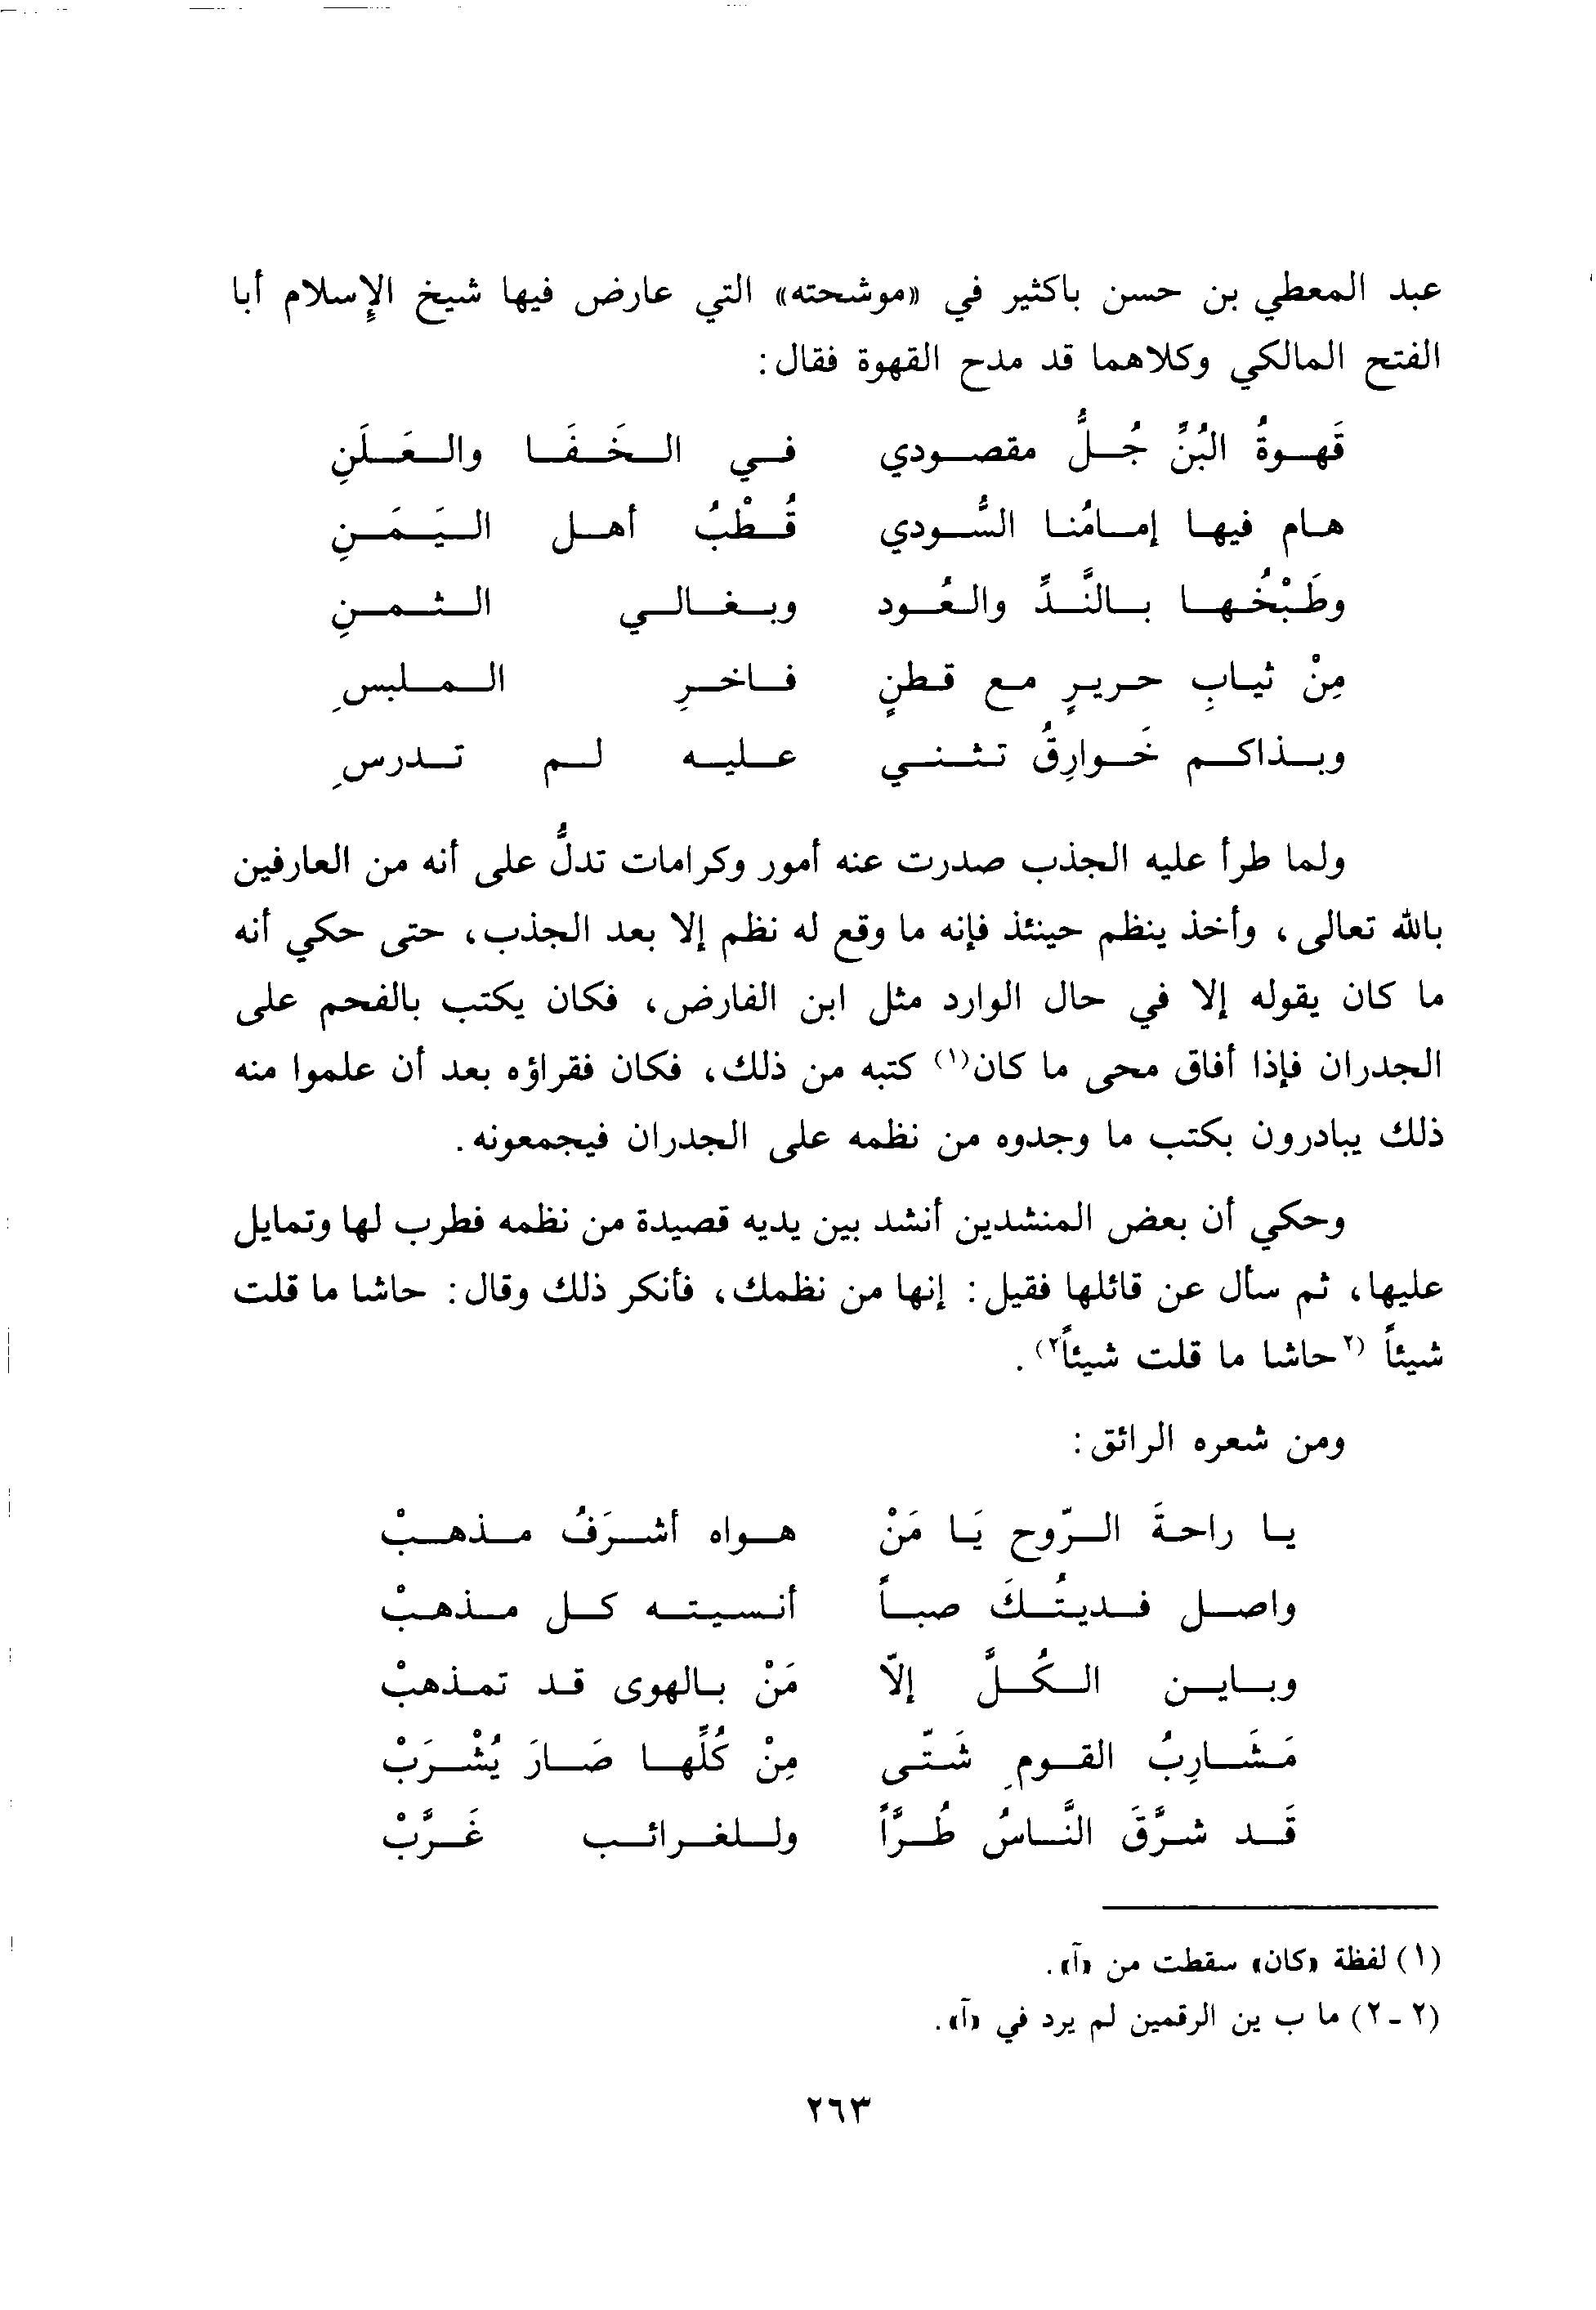 عبد المعطي بن حسن باكثير في «موشحته» التي عارض فيها شيخ الإسلام أبا
الفتح المالكي وكلاهما قد مدح القهوة فقال:
قَهوةُ البُنِّ جُلُّ مقصودي في الخَفَا والعَلَنِ
هام فيها إمامُنا السُّودي قُطْبُ أهل اليَمَنِ
وطَبْخُها بالنَّدِّ والعُود وبغالي الثمنِ
مِنْ ثيابِ حريرٍ مع قطنٍ فاخرِ الملبسِ
وبذاكم خَوارِقُ تثني عليه لم تدرسِ
ولما طرأ عليه الجذب صدرت عنه أمور وكرامات تدلُّ على أنه من العارفين
بالله تعالى، وأخذ ينظم حينئذ فإنه ما وقع له نظم إلا بعد الجذب، حتى حكي أنه
ما كان يقوله إلا في حال الوارد مثل ابن الفارض، فكان يكتب بالفحم على
الجدران فإذا أفاق محى ما كان(١) كتبه من ذلك، فكان فقراؤه بعد أن علموا منه
ذلك يبادرون بكتب ما وجدوه من نظمه على الجدران فيجمعونه.
وحكي أن بعض المنشدين أنشد بين يديه قصيدة من نظمه فطرب لها وتمايل
عليها، ثم سأل عن قائلها فقيل: إنها من نظمك، فأنكر ذلك وقال: حاشا ما قلت
شيئاً (٢حاشا ما قلت شيئاً٢).
ومن شعره الرائق:
يا راحةَ الرّوح يَا مَنْ هواه أشرَفُ مذهبْ
واصل فديتُكَ صباً أنسيته كل مذهبْ
وباين الكُلَّ إلاّ مَنْ بالهوى قد تمذهبْ
مَشَارِبُ القومِ شَتّى مِنْ كُلِّها صَارَ يُشْرَبْ
قَد شرَّقَ النَّاسُ طُرَّاً وللغرائب غَرَّبْ
(١) لفظة «كان» سقطت من «آ».
(٢ - ٢) ما ب ين الرقمين لم يرد في «آ».
٢٦٣